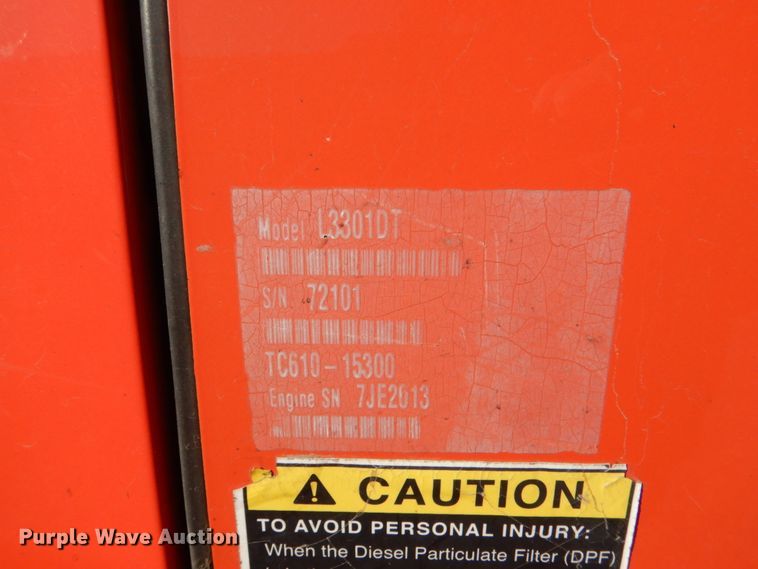 Model L3301DT
S/N 72101
TC610-15300
Engine SN 7JE2013
CAUTION
TO AVOID PERSONAL INJURY:
When the Diesel Particulate Filter (DPF)
Purple Wave Auction